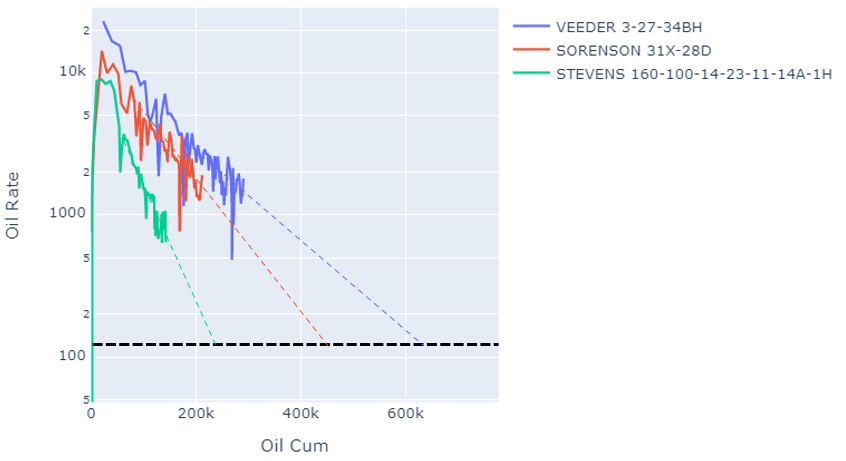 VEEDER 3-27-34BH
SORENSON 31X-28D
STEVENS 160-100-14-23-11-14A-1H
Oil Rate
2
10k
5
2
1000
5
2
100
5
0
200k
400k
600k
Oil Cum